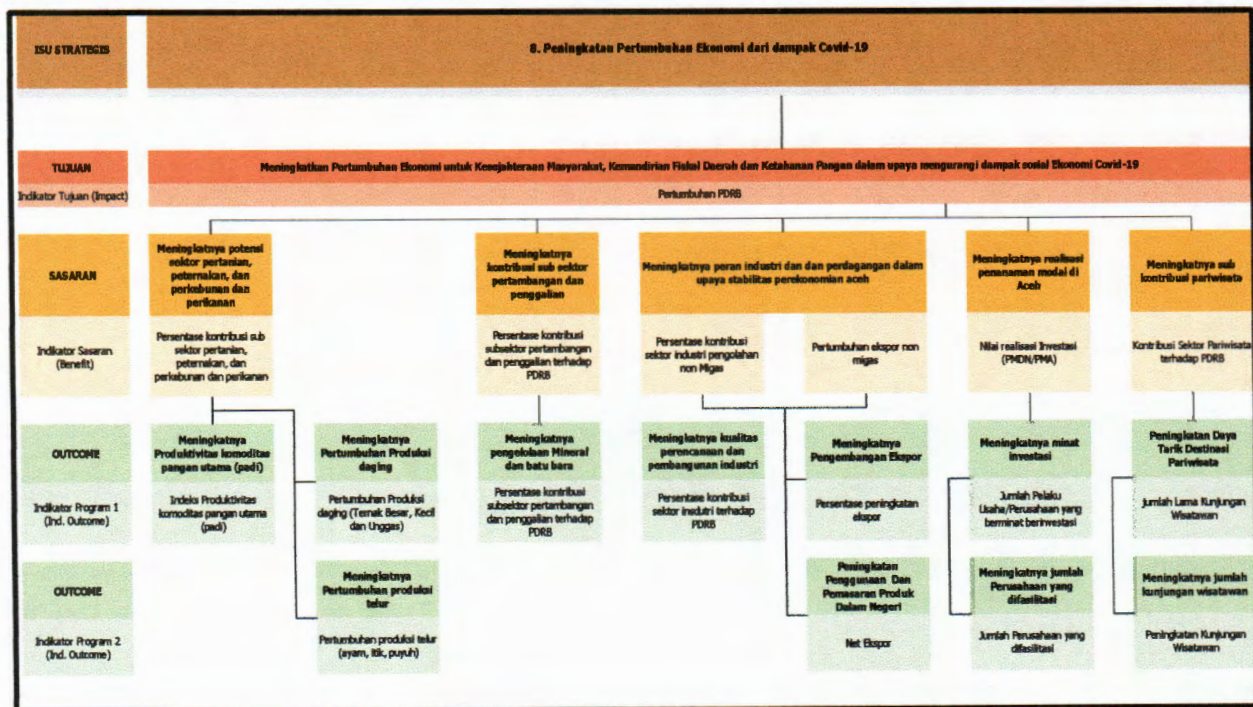 ISU STRATEGIS
8. Peningkatan Pertumbuhan Ekonomi dari dampak Covid-19
TUJUAN
Meningkatkan Pertumbuhan Ekonomi untuk Kesejahteraan Masyarakat, Kemandirian Fiskal Daerah dan Ketahanan Pangan dalam upaya mengurangi dampak sosial Ekonomi Covid-19
Indikator Tujuan (Impact)
Pertumbuhan PDRB
SASARAN
Meningkatnya potensi
sektor pertanian,
peternakan, dan
perkebunan dan
perikanan
Meningkatnya
kontribusi sub sektor
pertambangan dan
penggalian
Meningkatnya peran industri dan dan perdagangan dalam
upaya stabilitas perekonomian aceh
Meningkatnya realisasi
penanaman modal di
Aceh
Meningkatnya sub
kontribusi pariwisata
Indikator Sasaran
(Benefit)
Persentase kontribusi sub
sektor pertanian,
peternakan, dan
perkebunan dan perikanan
Persentase kontribusi
subsektor pertambangan
dan penggalian terhadap
PDRB
Persentase kontribusi
sektor industri pengolahan
non Migas
Pertumbuhan ekspor non
migas
Nilai realisasi Investasi
(PMDN/PMA)
Kontribusi Sektor Pariwisata
terhadap PDRB
OUTCOME
Meningkatnya
Produktivitas komoditas
pangan utama (padi)
Meningkatnya
Pertumbuhan Produksi
daging
Meningkatnya
pengelolaan Mineral
dan batu bara
Meningkatnya kualitas
perencanaan dan
pembangunan industri
Meningkatnya
Pengembangan Ekspor
Meningkatnya minat
investasi
Peningkatan Daya
Tarik Destinasi
Pariwisata
Indikator Program 1
(Ind. Outcome)
Indeks Produktivitas
komoditas pangan utama
(padi)
Pertumbuhan Produksi
daging (Ternak Besar, Kecil
dan Unggas)
Persentase kontribusi
subsektor pertambangan
dan penggalian terhadap
PDRB
Persentase kontribusi
sektor inedutri terhadap
PDRB
Persentase peningkatan
ekspor
Jumlah Pelaku
Usaha/Perusahaan yang
berminat berinvestasi
jumlah Lama Kunjungan
Wisatawan
OUTCOME
Meningkatnya
Pertumbuhan produksi
telur
Peningkatan
Penggunaan Dan
Pemasaran Produk
Dalam Negeri
Meningkatnya jumlah
Perusahaan yang
difasilitasi
Meningkatnya jumlah
kunjungan wisatawan
Indikator Program 2
(Ind. Outcome)
Pertumbuhan produksi telur
(ayam, itik, puyuh)
Net Ekspor
Jumlah Perusahaan yang
difasilitasi
Peningkatan Kunjungan
Wisatawan